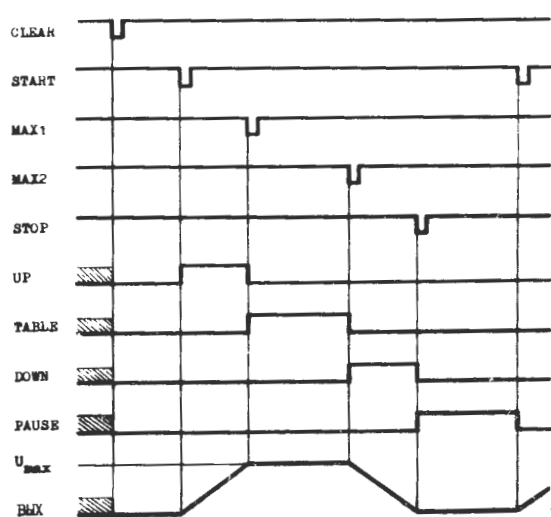 CLEAR
START
MAX1
MAX2
STOP
UP
TABLE
DOWN
PAUSE
Umax
ВЫХ